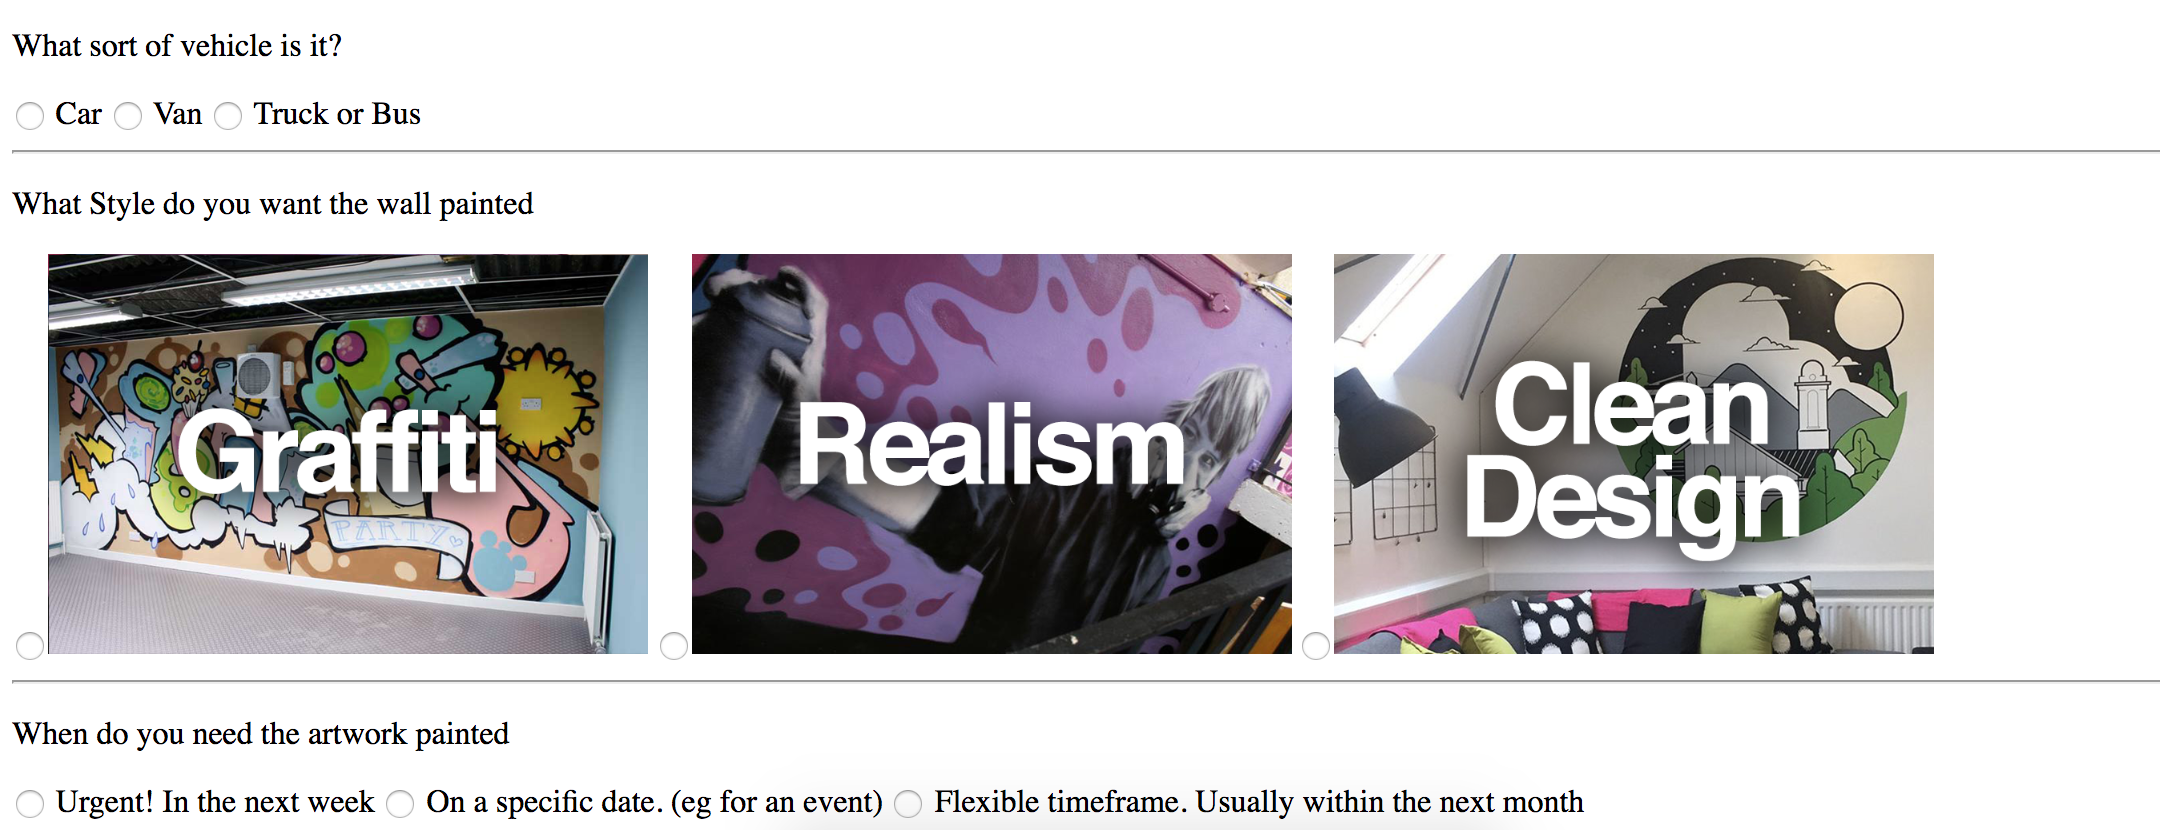 What sort of vehicle is it?
Car Van Truck or Bus
What Style do you want the wall painted
Graffiti
PARTY
Realism
Clean
Design
When do you need the artwork painted
Urgent! In the next week On a specific date. (eg for an event) Flexible timeframe. Usually within the next month